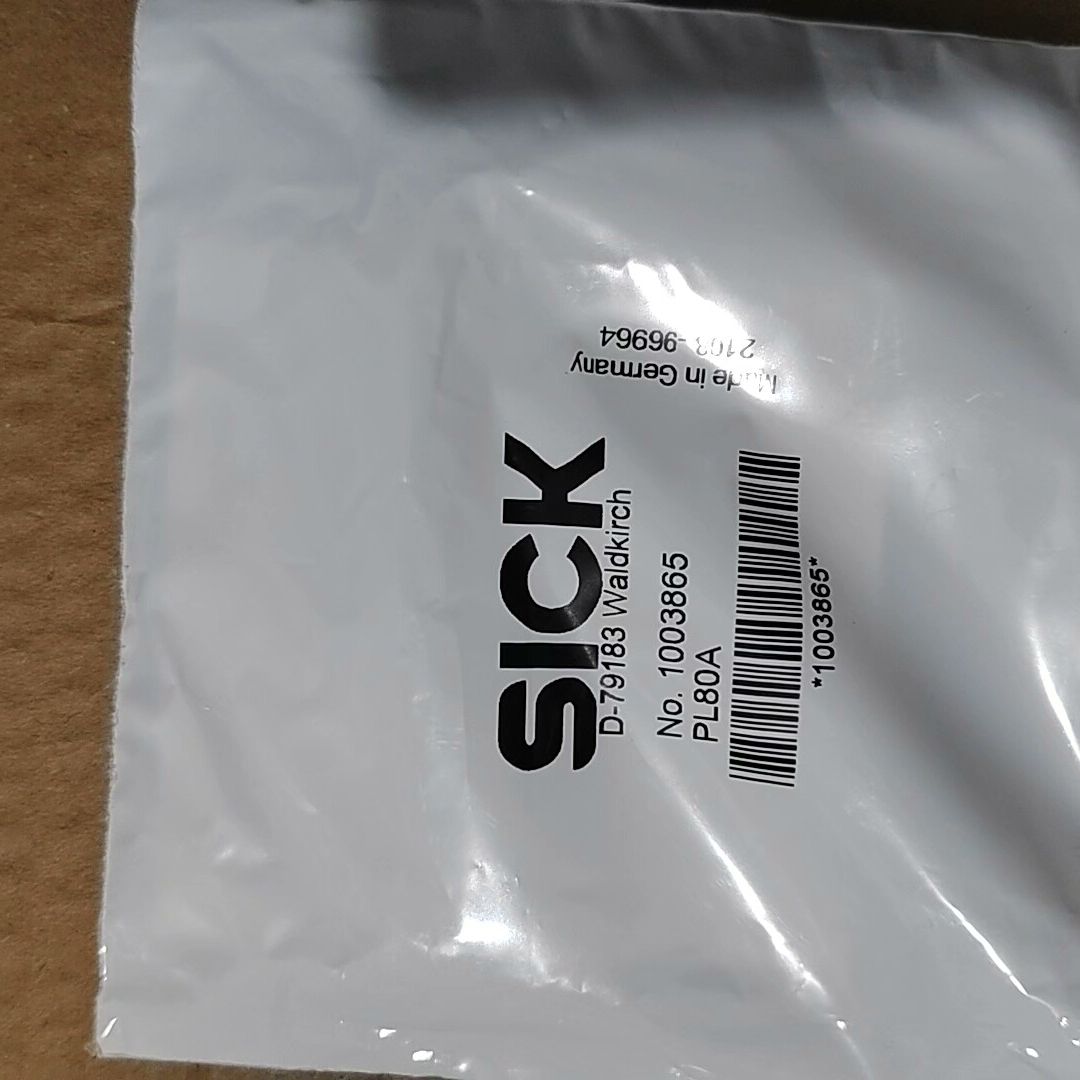 SICK
D-79183 Waldkirch
No. 1003865
PL80A
*1003865*
Made in Germany
2103-96964